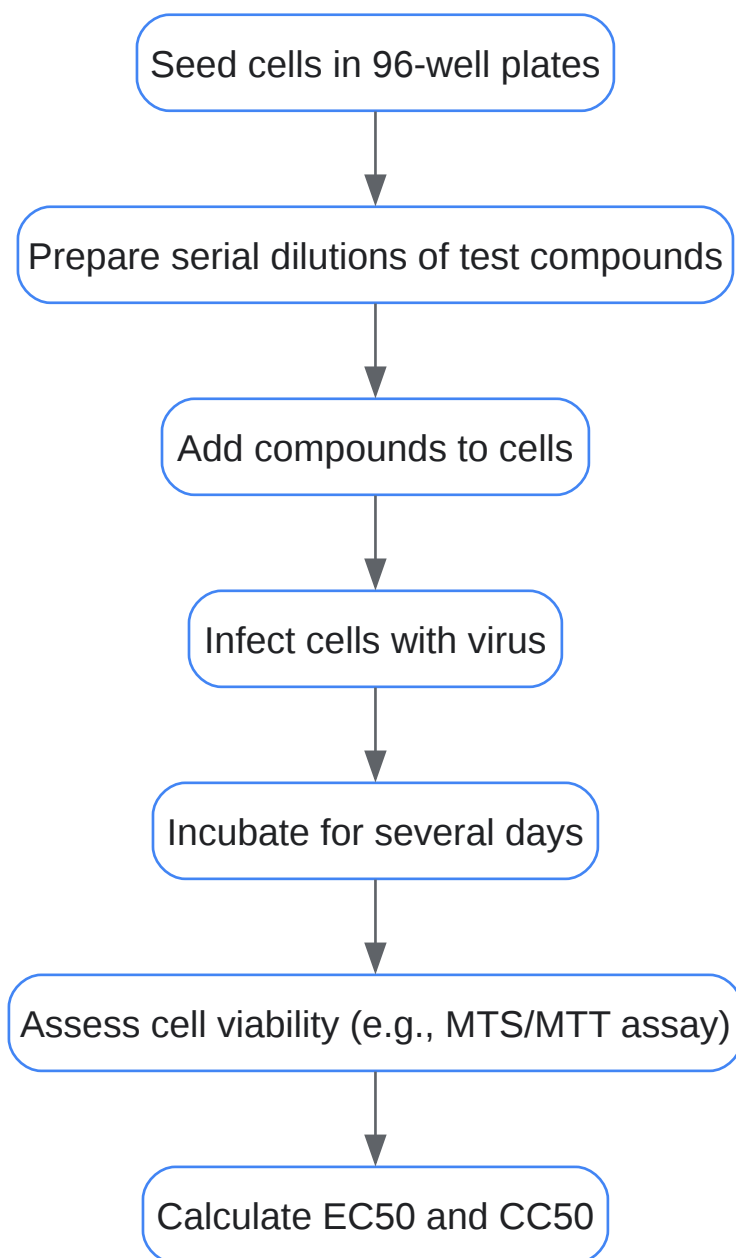 Seed cells in 96-well plates
Prepare serial dilutions of test compounds
Add compounds to cells
Infect cells with virus
Incubate for several days
Assess cell viability (e.g., MTS/MTT assay)
Calculate EC50 and CC50